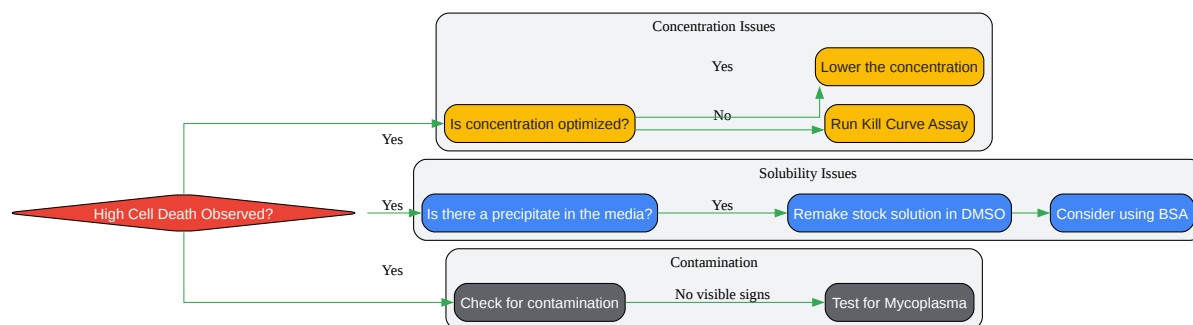 Concentration Issues
Yes
Lower the concentration
Is concentration optimized?
No
Run Kill Curve Assay
Yes
Solubility Issues
High Cell Death Observed?
Yes
Is there a precipitate in the media?
Yes
Remake stock solution in DMSO
Consider using BSA
Contamination
Yes
Check for contamination
No visible signs
Test for Mycoplasma